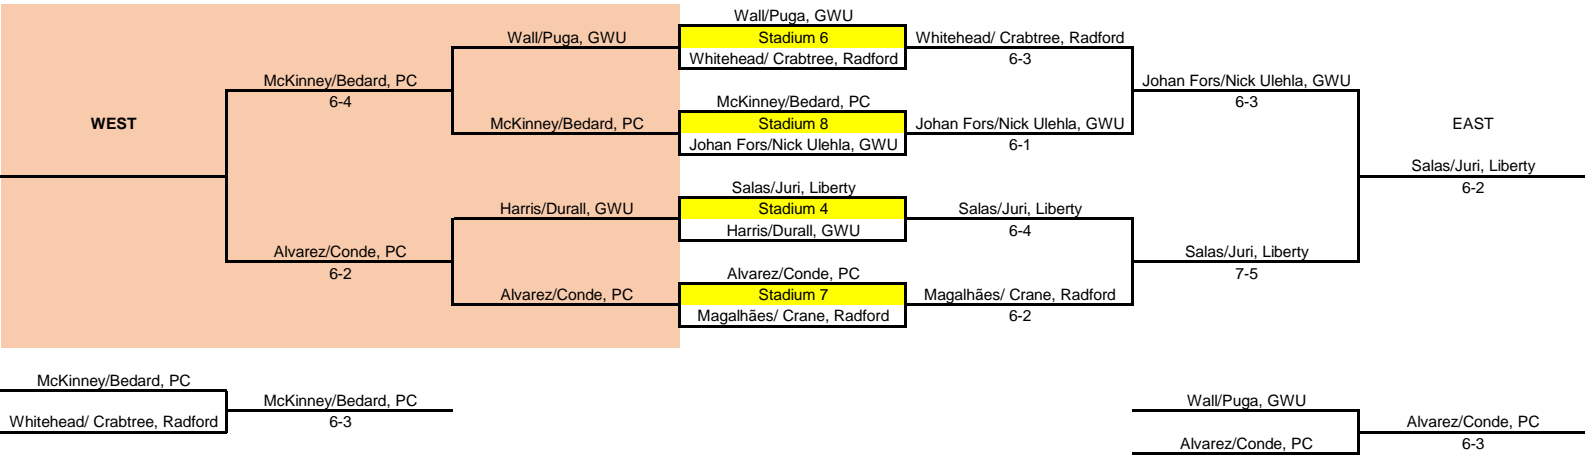 Wall/Puga, GWU
Wall/Puga, GWU
Stadium 6
Whitehead/ Crabtree, Radford
Whitehead/ Crabtree, Radford
6-3
McKinney/Bedard, PC
6-4
Johan Fors/Nick Ulehla, GWU
6-3
McKinney/Bedard, PC
WEST
McKinney/Bedard, PC
Stadium 8
Johan Fors/Nick Ulehla, GWU
EAST
Johan Fors/Nick Ulehla, GWU
6-1
Salas/Juri, Liberty
6-2
Salas/Juri, Liberty
Harris/Durall, GWU
Stadium 4
Salas/Juri, Liberty
Harris/Durall, GWU
6-4
Alvarez/Conde, PC
6-2
Salas/Juri, Liberty
7-5
Alvarez/Conde, PC
Alvarez/Conde, PC
Stadium 7
Magalhães/ Crane, Radford
Magalhães/ Crane, Radford
6-2
McKinney/Bedard, PC
McKinney/Bedard, PC
Whitehead/ Crabtree, Radford
6-3
Wall/Puga, GWU
Alvarez/Conde, PC
Alvarez/Conde, PC
6-3